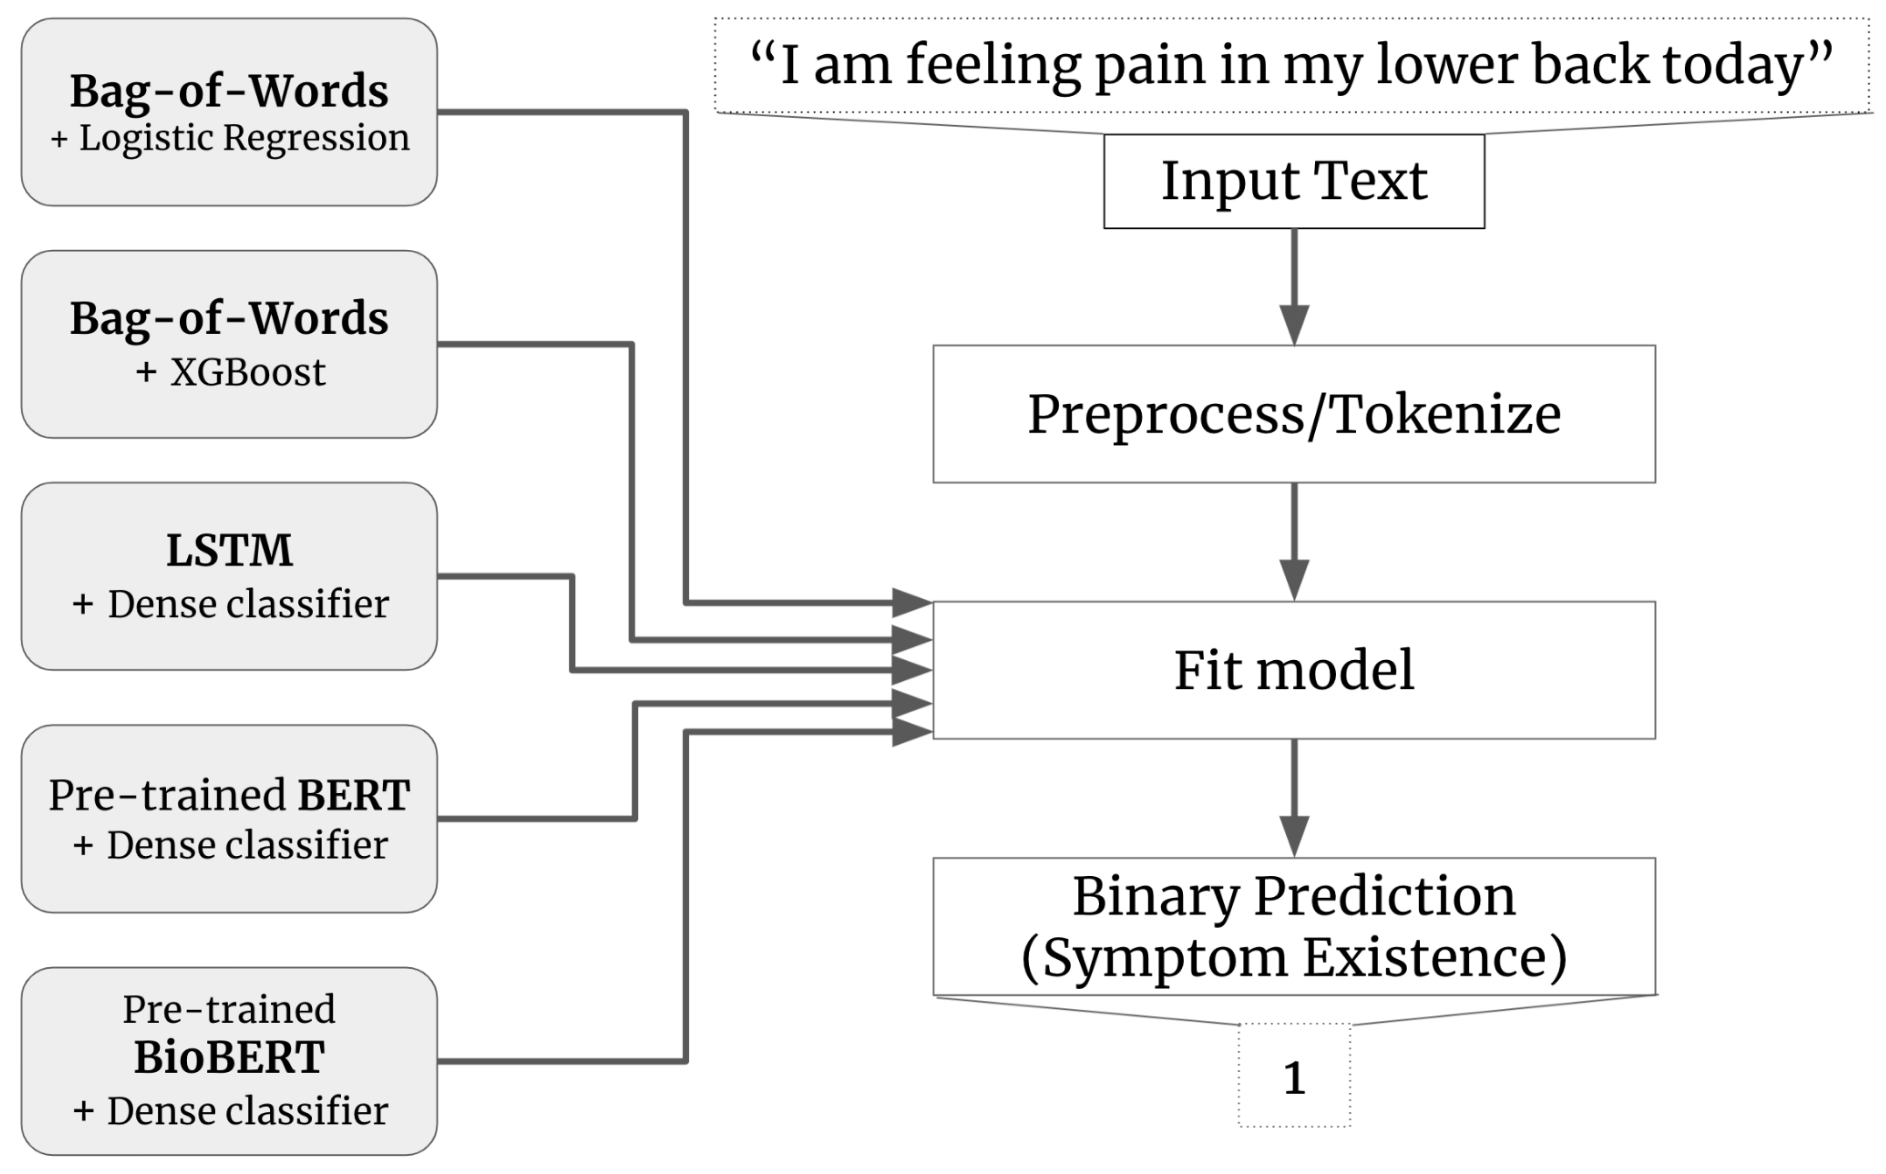 Bag-of-Words
+ Logistic Regression
Bag-of-Words
+ XGBoost
LSTM
+ Dense classifier
Pre-trained BERT
+ Dense classifier
Pre-trained
BioBERT
+ Dense classifier
“I am feeling pain in my lower back today”
Input Text
Preprocess/Tokenize
Fit model
Binary Prediction
(Symptom Existence)
1